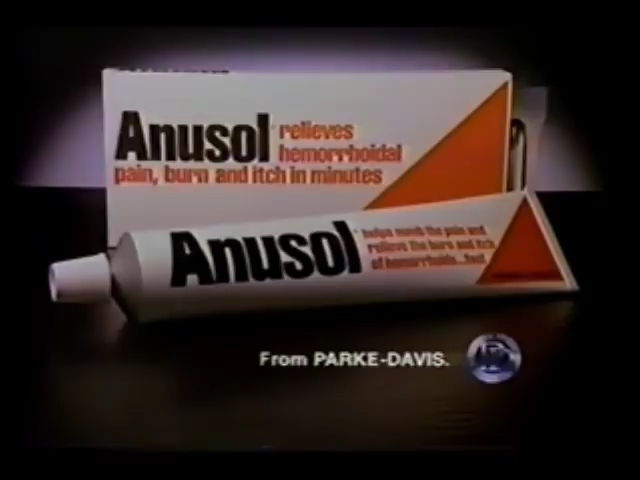 Anusol® relieves
hemorrhoidal
pain, burn and itch in minutes
Anusol® helps numb the pain and
relieve the burn and itch
of hemorrhoids...fast.
From PARKE-DAVIS.